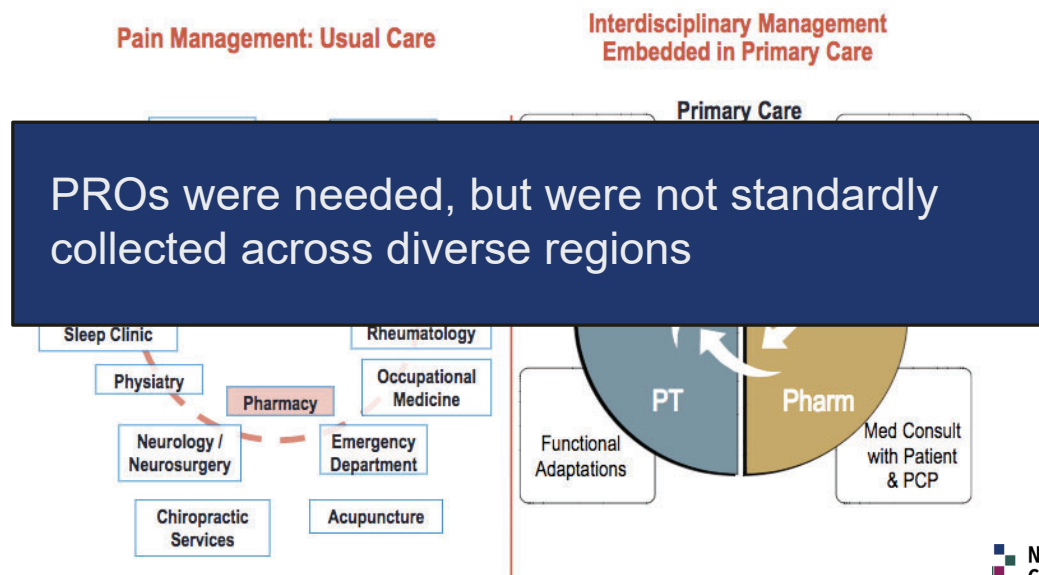 Pain Management: Usual Care
Interdisciplinary Management
Embedded in Primary Care
Primary Care
PROs were needed, but were not standardly
collected across diverse regions
Sleep Clinic
Rheumatology
Physiatry
Pharmacy
Occupational
Medicine
Neurology /
Neurosurgery
Emergency
Department
Chiropractic
Services
Acupuncture
PT
Pharm
Functional
Adaptations
Med Consult
with Patient
& PCP
N